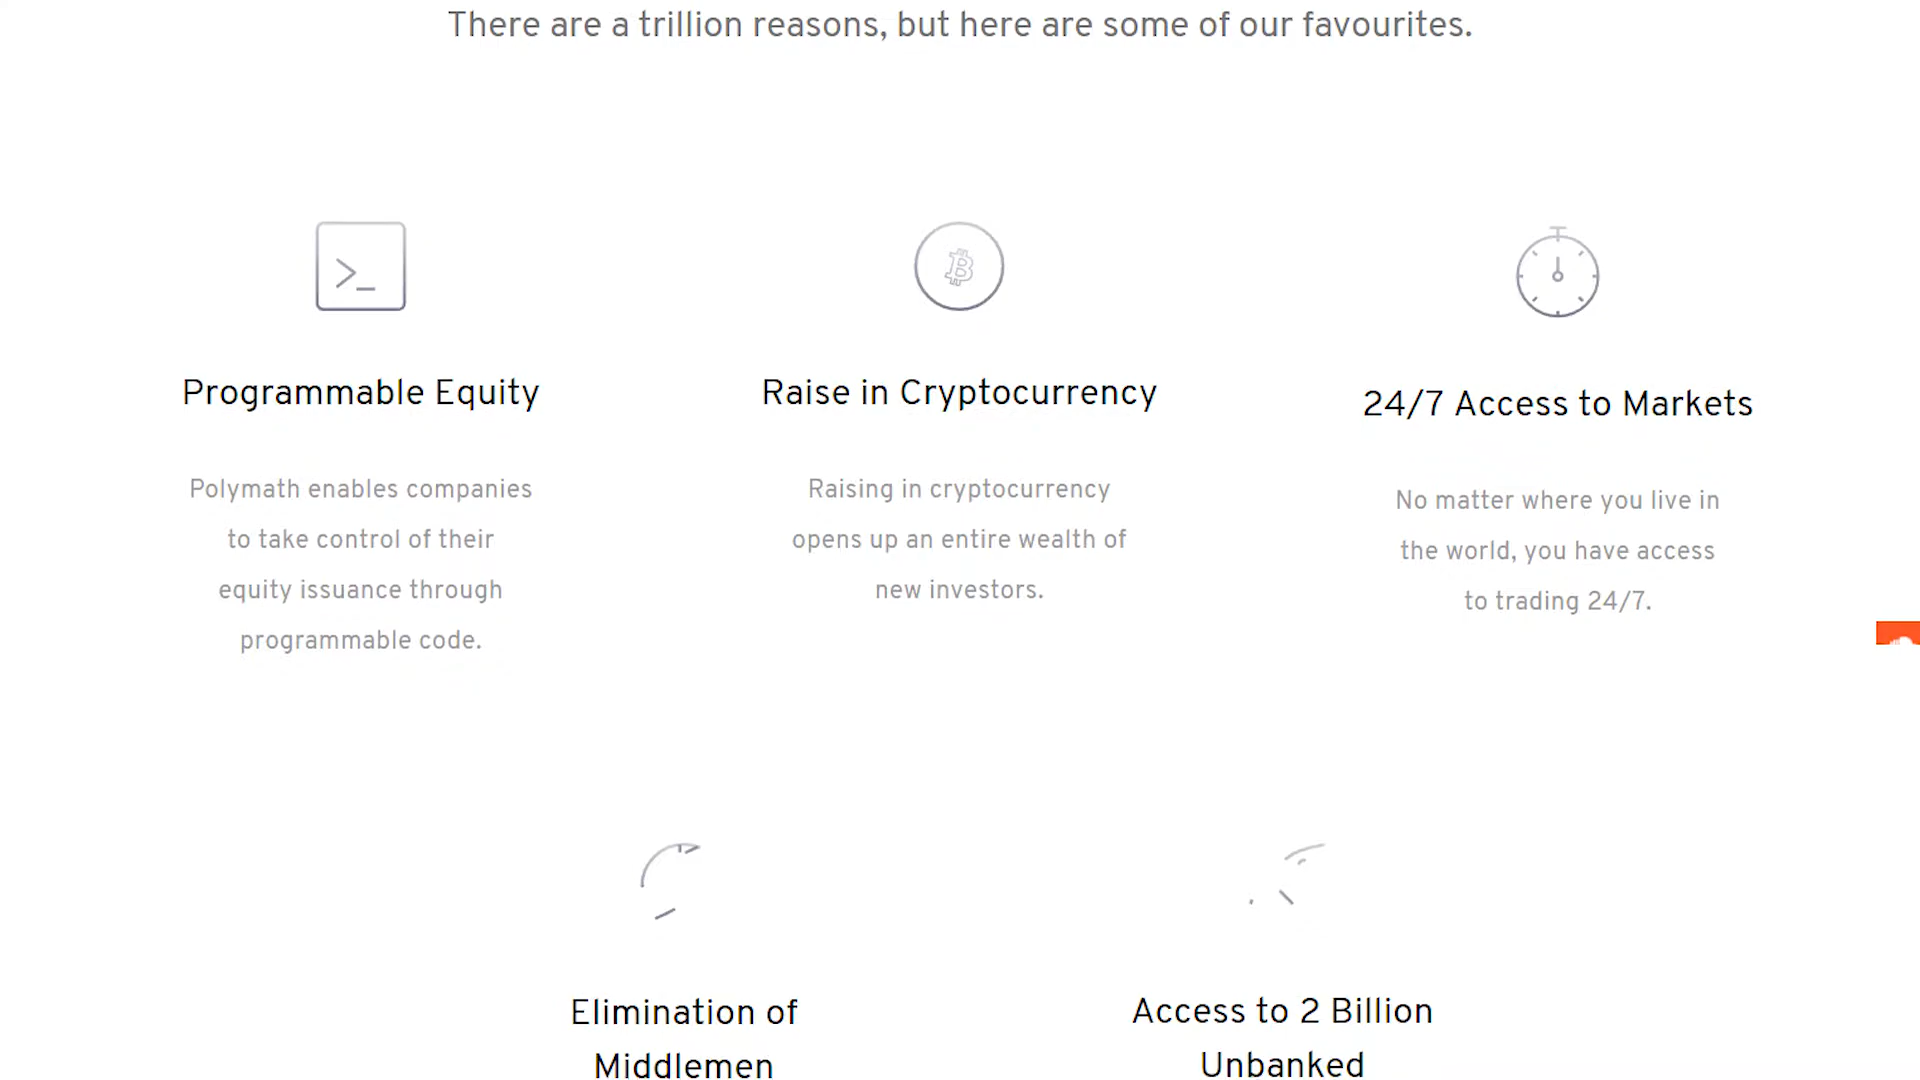 There are a trillion reasons, but here are some of our favourites.
>_
Programmable Equity
Polymath enables companies
to take control of their
equity issuance through
programmable code.
Raise in Cryptocurrency
Raising in cryptocurrency
opens up an entire wealth of
new investors.
24/7 Access to Markets
No matter where you live in
the world, you have access
to trading 24/7.
Elimination of
Middlemen
Access to 2 Billion
Unbanked